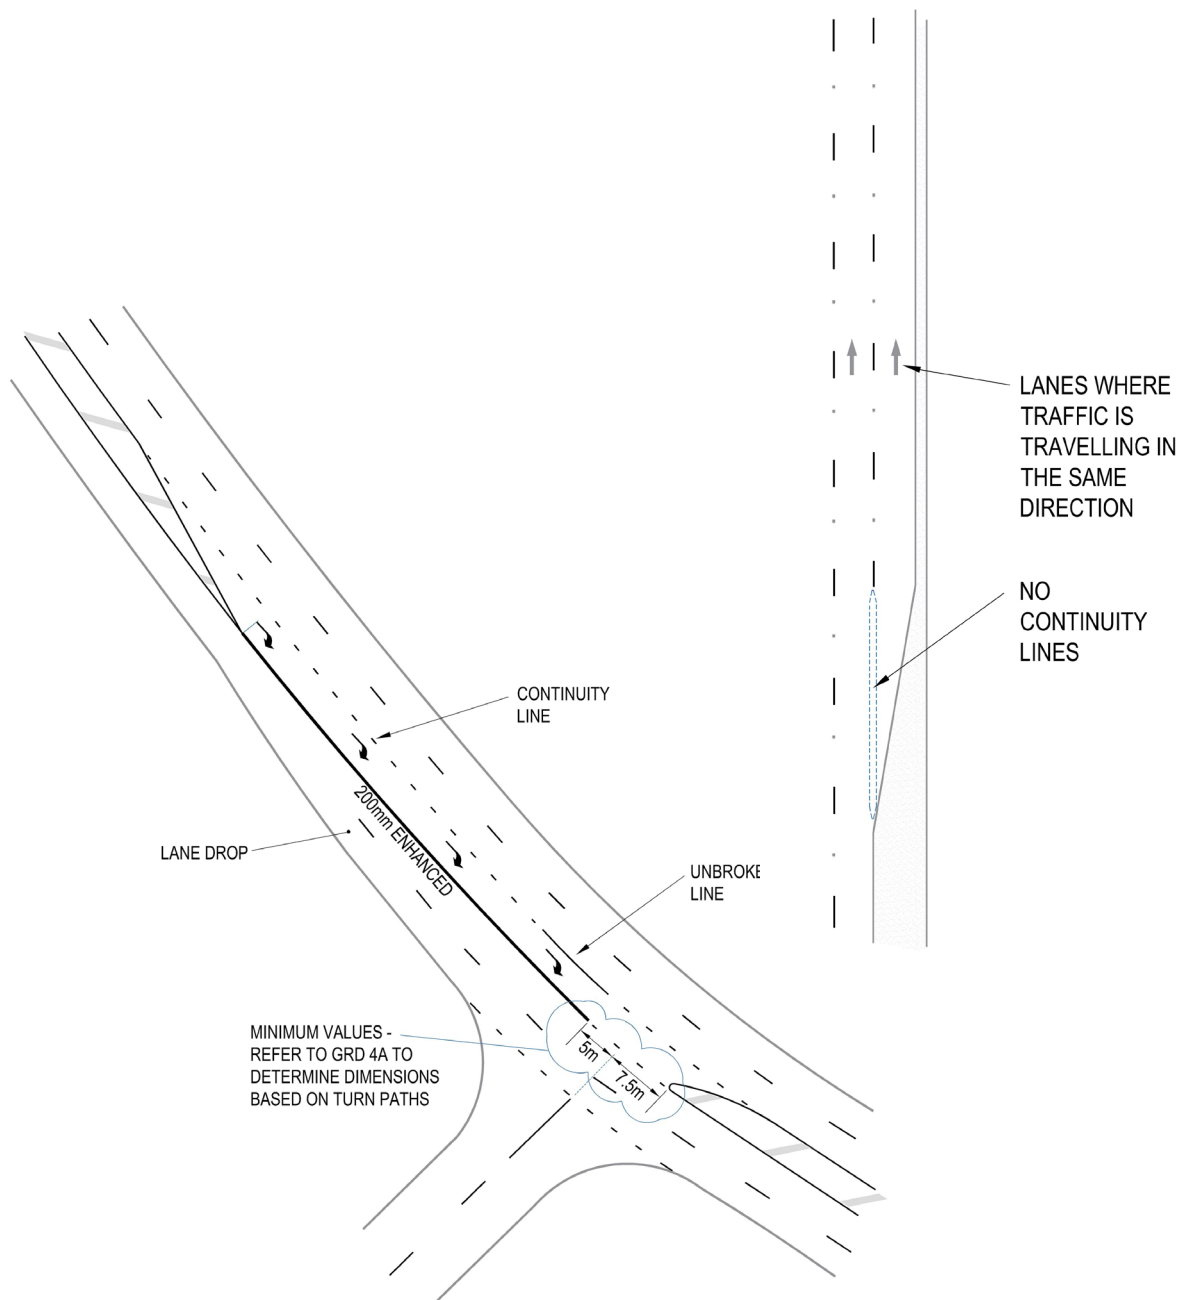 LANES WHERE
TRAFFIC IS
TRAVELLING IN
THE SAME
DIRECTION
NO
CONTINUITY
LINES
CONTINUITY
LINE
200mm ENHANCED
LANE DROP
UNBROKE
LINE
MINIMUM VALUES -
REFER TO GRD 4A TO
DETERMINE DIMENSIONS
BASED ON TURN PATHS
5m
7.5m